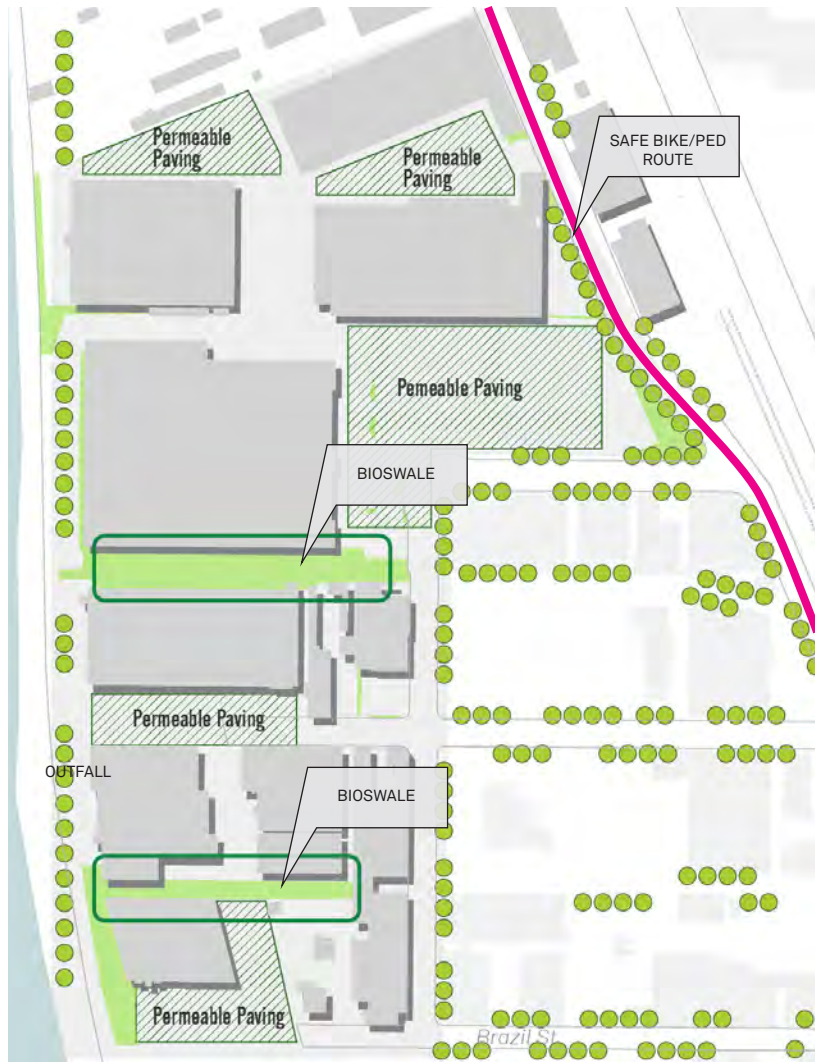 Permeable
Paving
Permeable
Paving
SAFE BIKE/PED
ROUTE
Pemeable Paving
BIOSWALE
Permeable Paving
OUTFALL
BIOSWALE
Permeable Paving
Brazil St